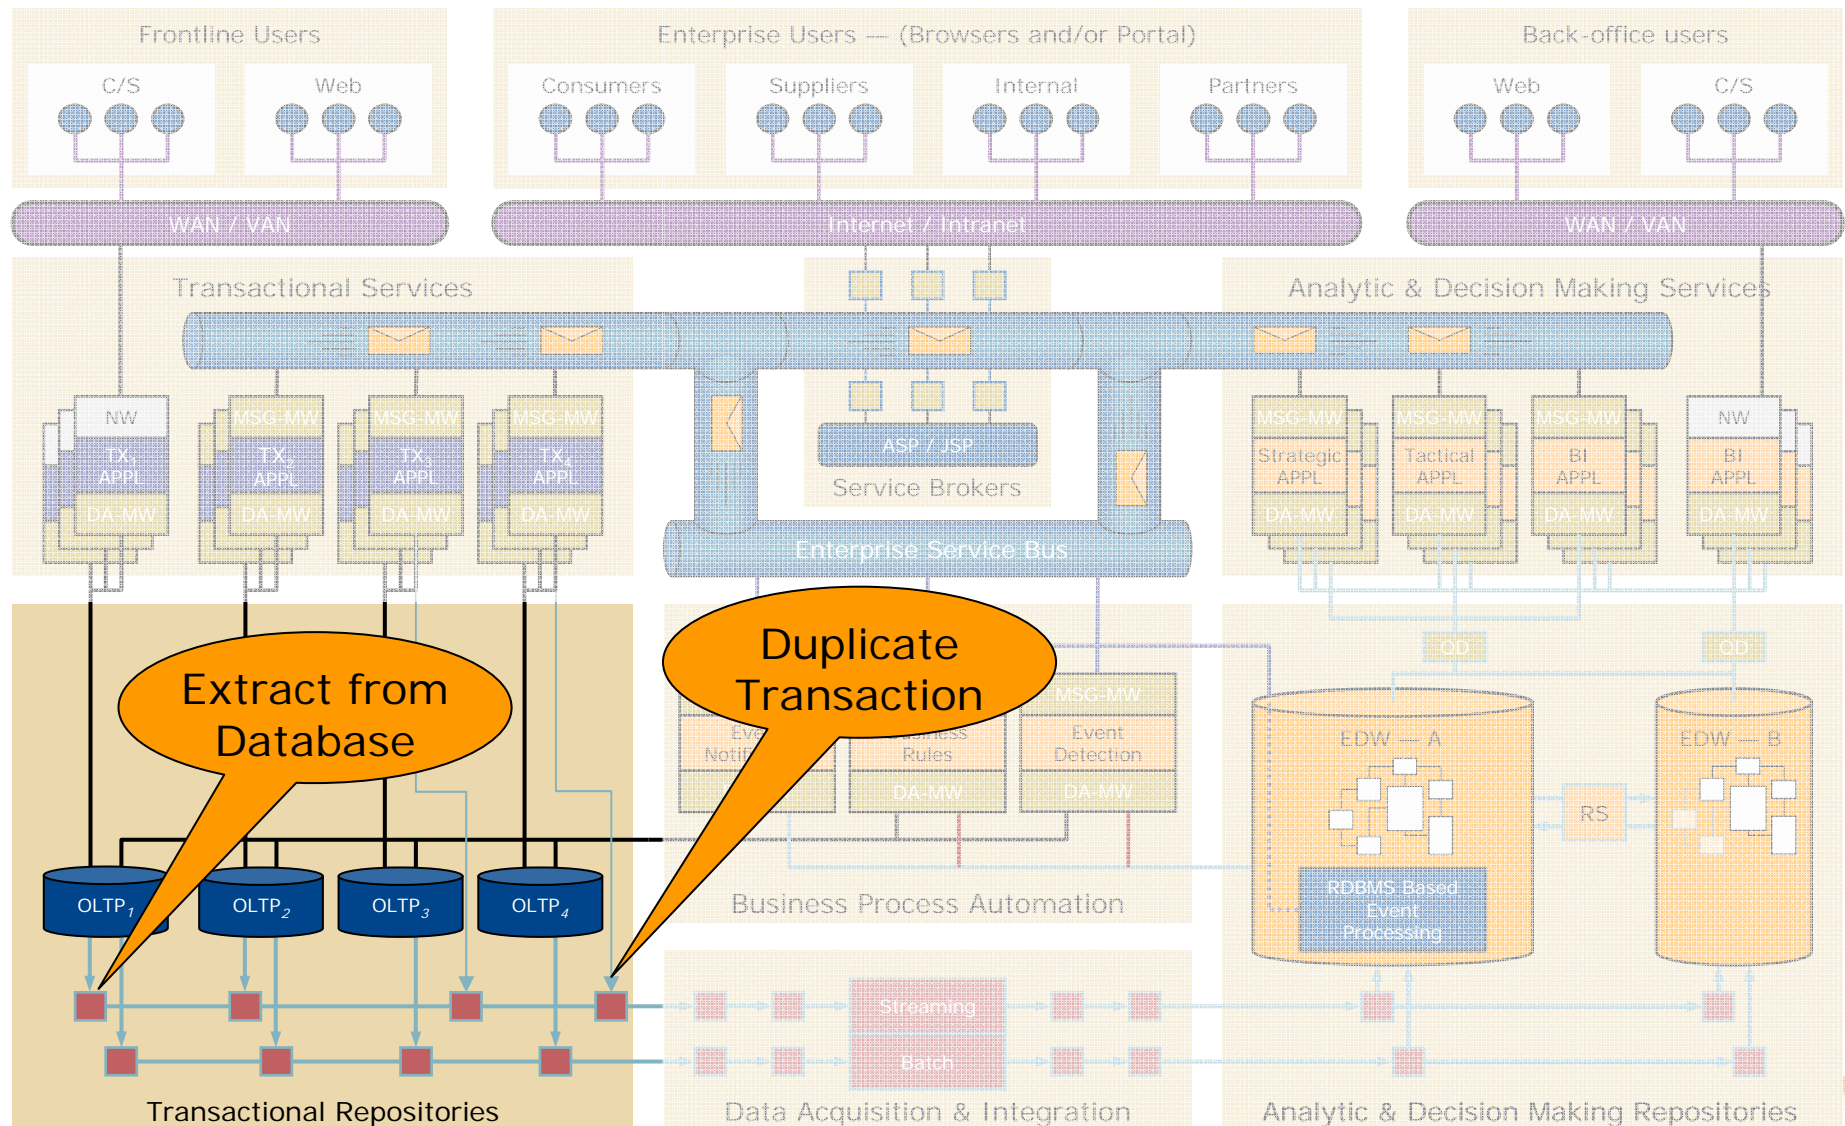 Frontline Users
Enterprise Users — (Browsers and/or Portal)
Back-office users
C/S
Web
Consumers
Suppliers
Internal
Partners
Web
C/S
WAN / VAN
Internet / Intranet
WAN / VAN
Transactional Services
Analytic & Decision Making Services
NW
TX1
APPL
DA-MW
MSG-MW
TX2
APPL
DA-MW
MSG-MW
TX3
APPL
DA-MW
MSG-MW
TX4
APPL
DA-MW
ASP / JSP
Service Brokers
MSG-MW
Strategic
APPL
DA-MW
MSG-MW
Tactical
APPL
DA-MW
MSG-MW
BI
APPL
DA-MW
NW
BI
APPL
DA-MW
Enterprise Service Bus
Extract from
Database
Duplicate
Transaction
QD
QD
Rules
DA-MW
MSG-MW
Event
Detection
DA-MW
EDW — A
EDW — B
RS
RDBMS Based
Event
Processing
OLTP1
OLTP2
OLTP3
OLTP4
Business Process Automation
Streaming
Batch
Transactional Repositories
Data Acquisition & Integration
Analytic & Decision Making Repositories